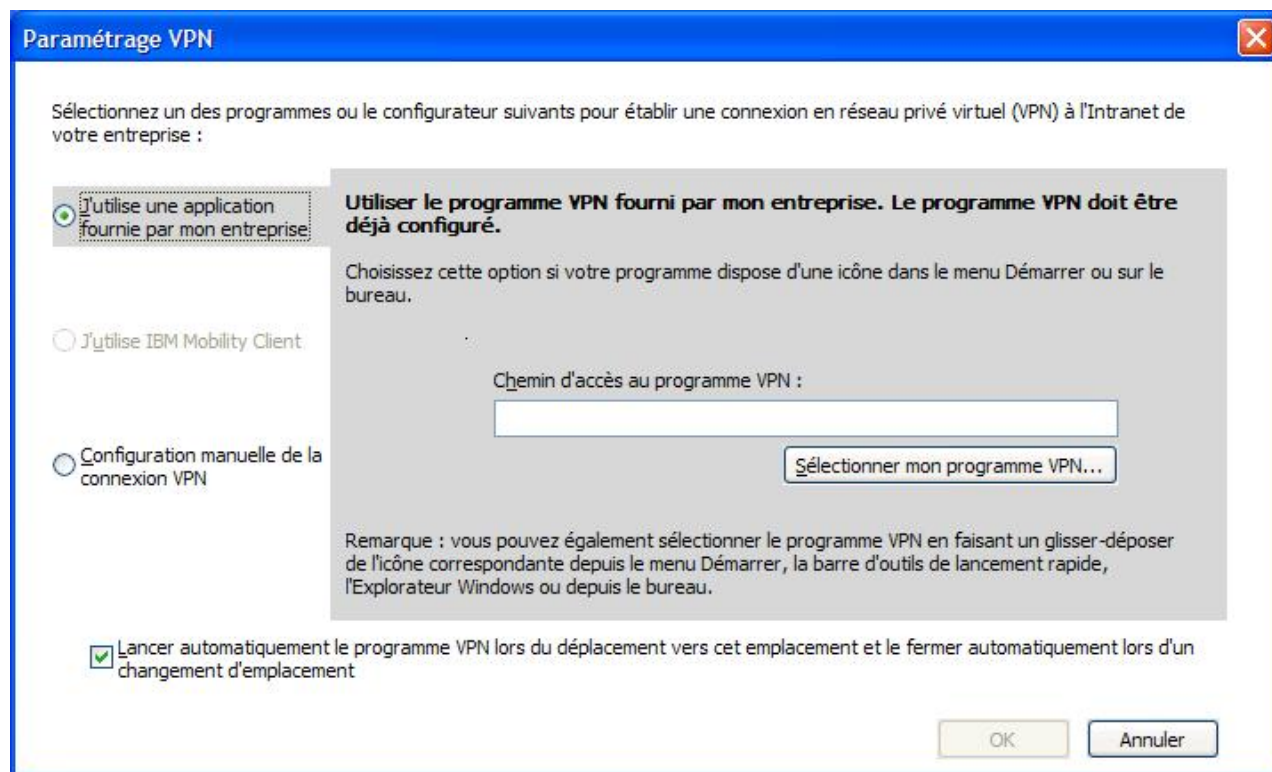 Paramétrage VPN
Sélectionnez un des programmes ou le configurateur suivants pour établir une connexion en réseau privé virtuel (VPN) à l'Intranet de
votre entreprise :
J'utilise une application
fournie par mon entreprise
Utiliser le programme VPN fourni par mon entreprise. Le programme VPN doit être
déjà configuré.
Choisissez cette option si votre programme dispose d'une icône dans le menu Démarrer ou sur le
bureau.
J'utilise IBM Mobility Client
Chemin d'accès au programme VPN :
Configuration manuelle de la
connexion VPN
Sélectionner mon programme VPN...
Remarque : vous pouvez également sélectionner le programme VPN en faisant un glisser-déposer
de l'icône correspondante depuis le menu Démarrer, la barre d'outils de lancement rapide,
l'Explorateur Windows ou depuis le bureau.
Lancer automatiquement le programme VPN lors du déplacement vers cet emplacement et le fermer automatiquement lors d'un
changement d'emplacement
OK
Annuler